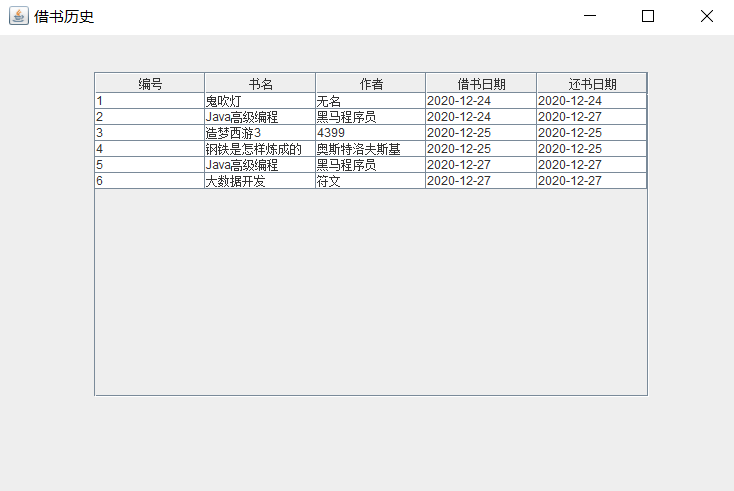 借书历史
编号 书名 作者 借书日期 还书日期
1 鬼吹灯 无名 2020-12-24 2020-12-24
2 Java高级编程 黑马程序员 2020-12-24 2020-12-27
3 造梦西游3 4399 2020-12-25 2020-12-25
4 钢铁是怎样炼成的 奥斯特洛夫斯基 2020-12-25 2020-12-25
5 Java高级编程 黑马程序员 2020-12-27 2020-12-27
6 大数据开发 符文 2020-12-27 2020-12-27